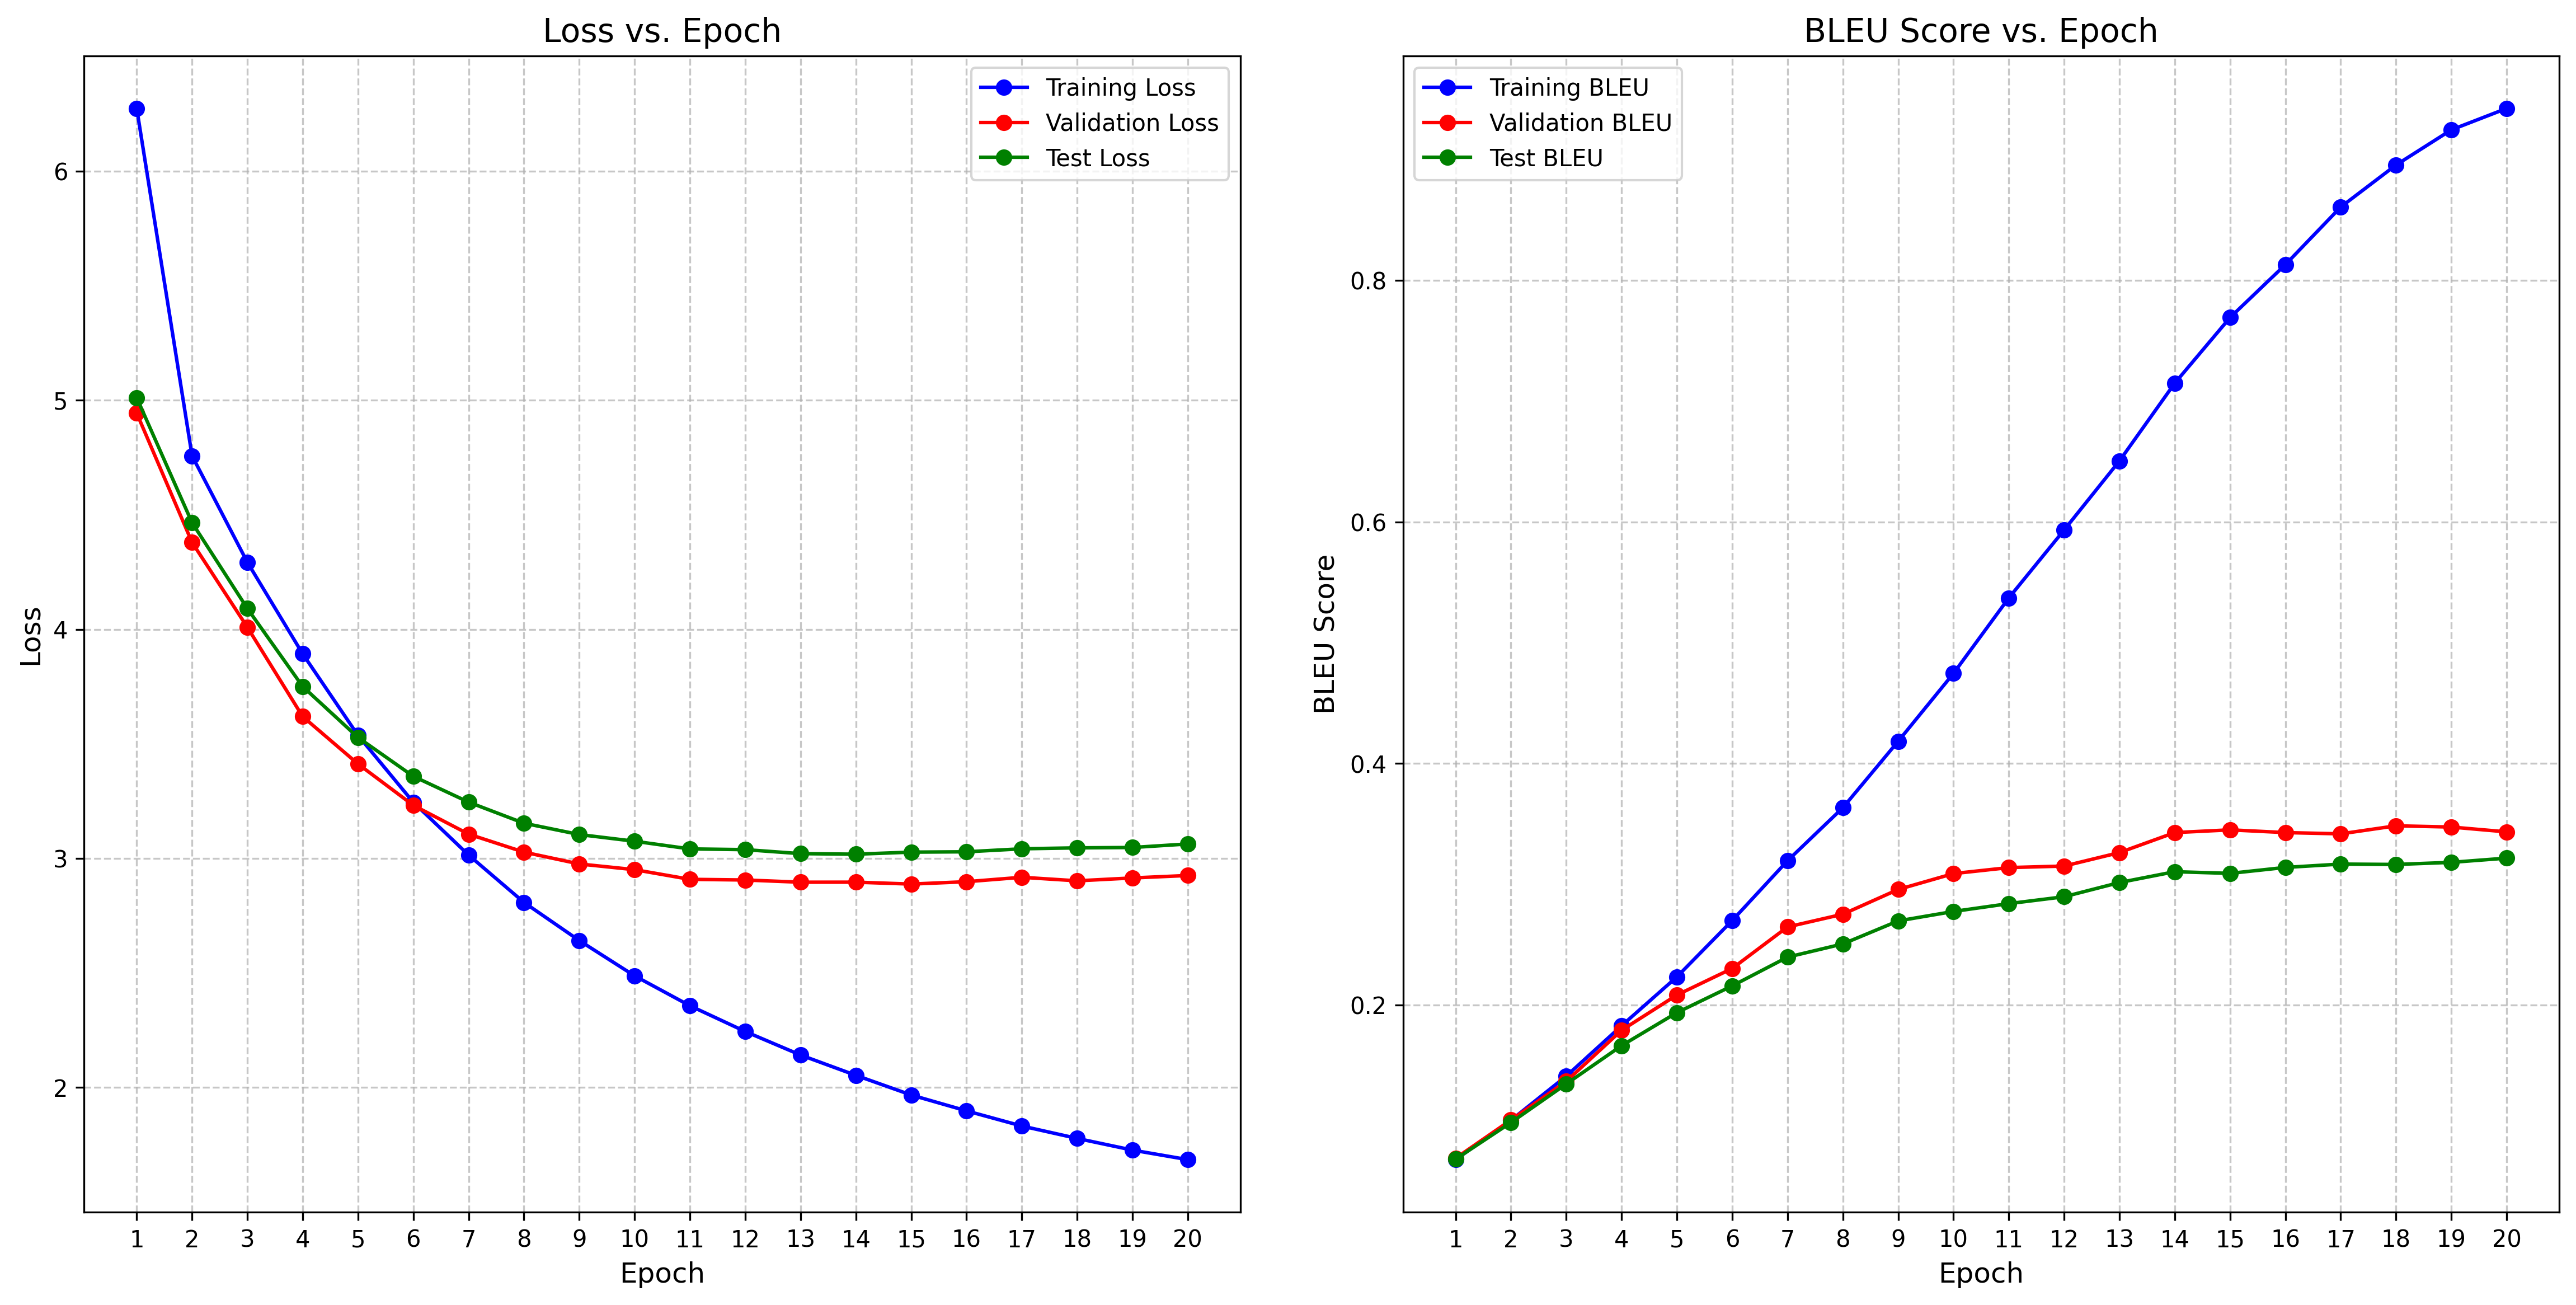 Loss vs. Epoch
Training Loss
Validation Loss
Test Loss
6
5
4
3
2
Loss
1 2 3 4 5 6 7 8 9 10 11 12 13 14 15 16 17 18 19 20
Epoch
BLEU Score vs. Epoch
Training BLEU
Validation BLEU
Test BLEU
0.8
0.6
0.4
0.2
BLEU Score
1 2 3 4 5 6 7 8 9 10 11 12 13 14 15 16 17 18 19 20
Epoch